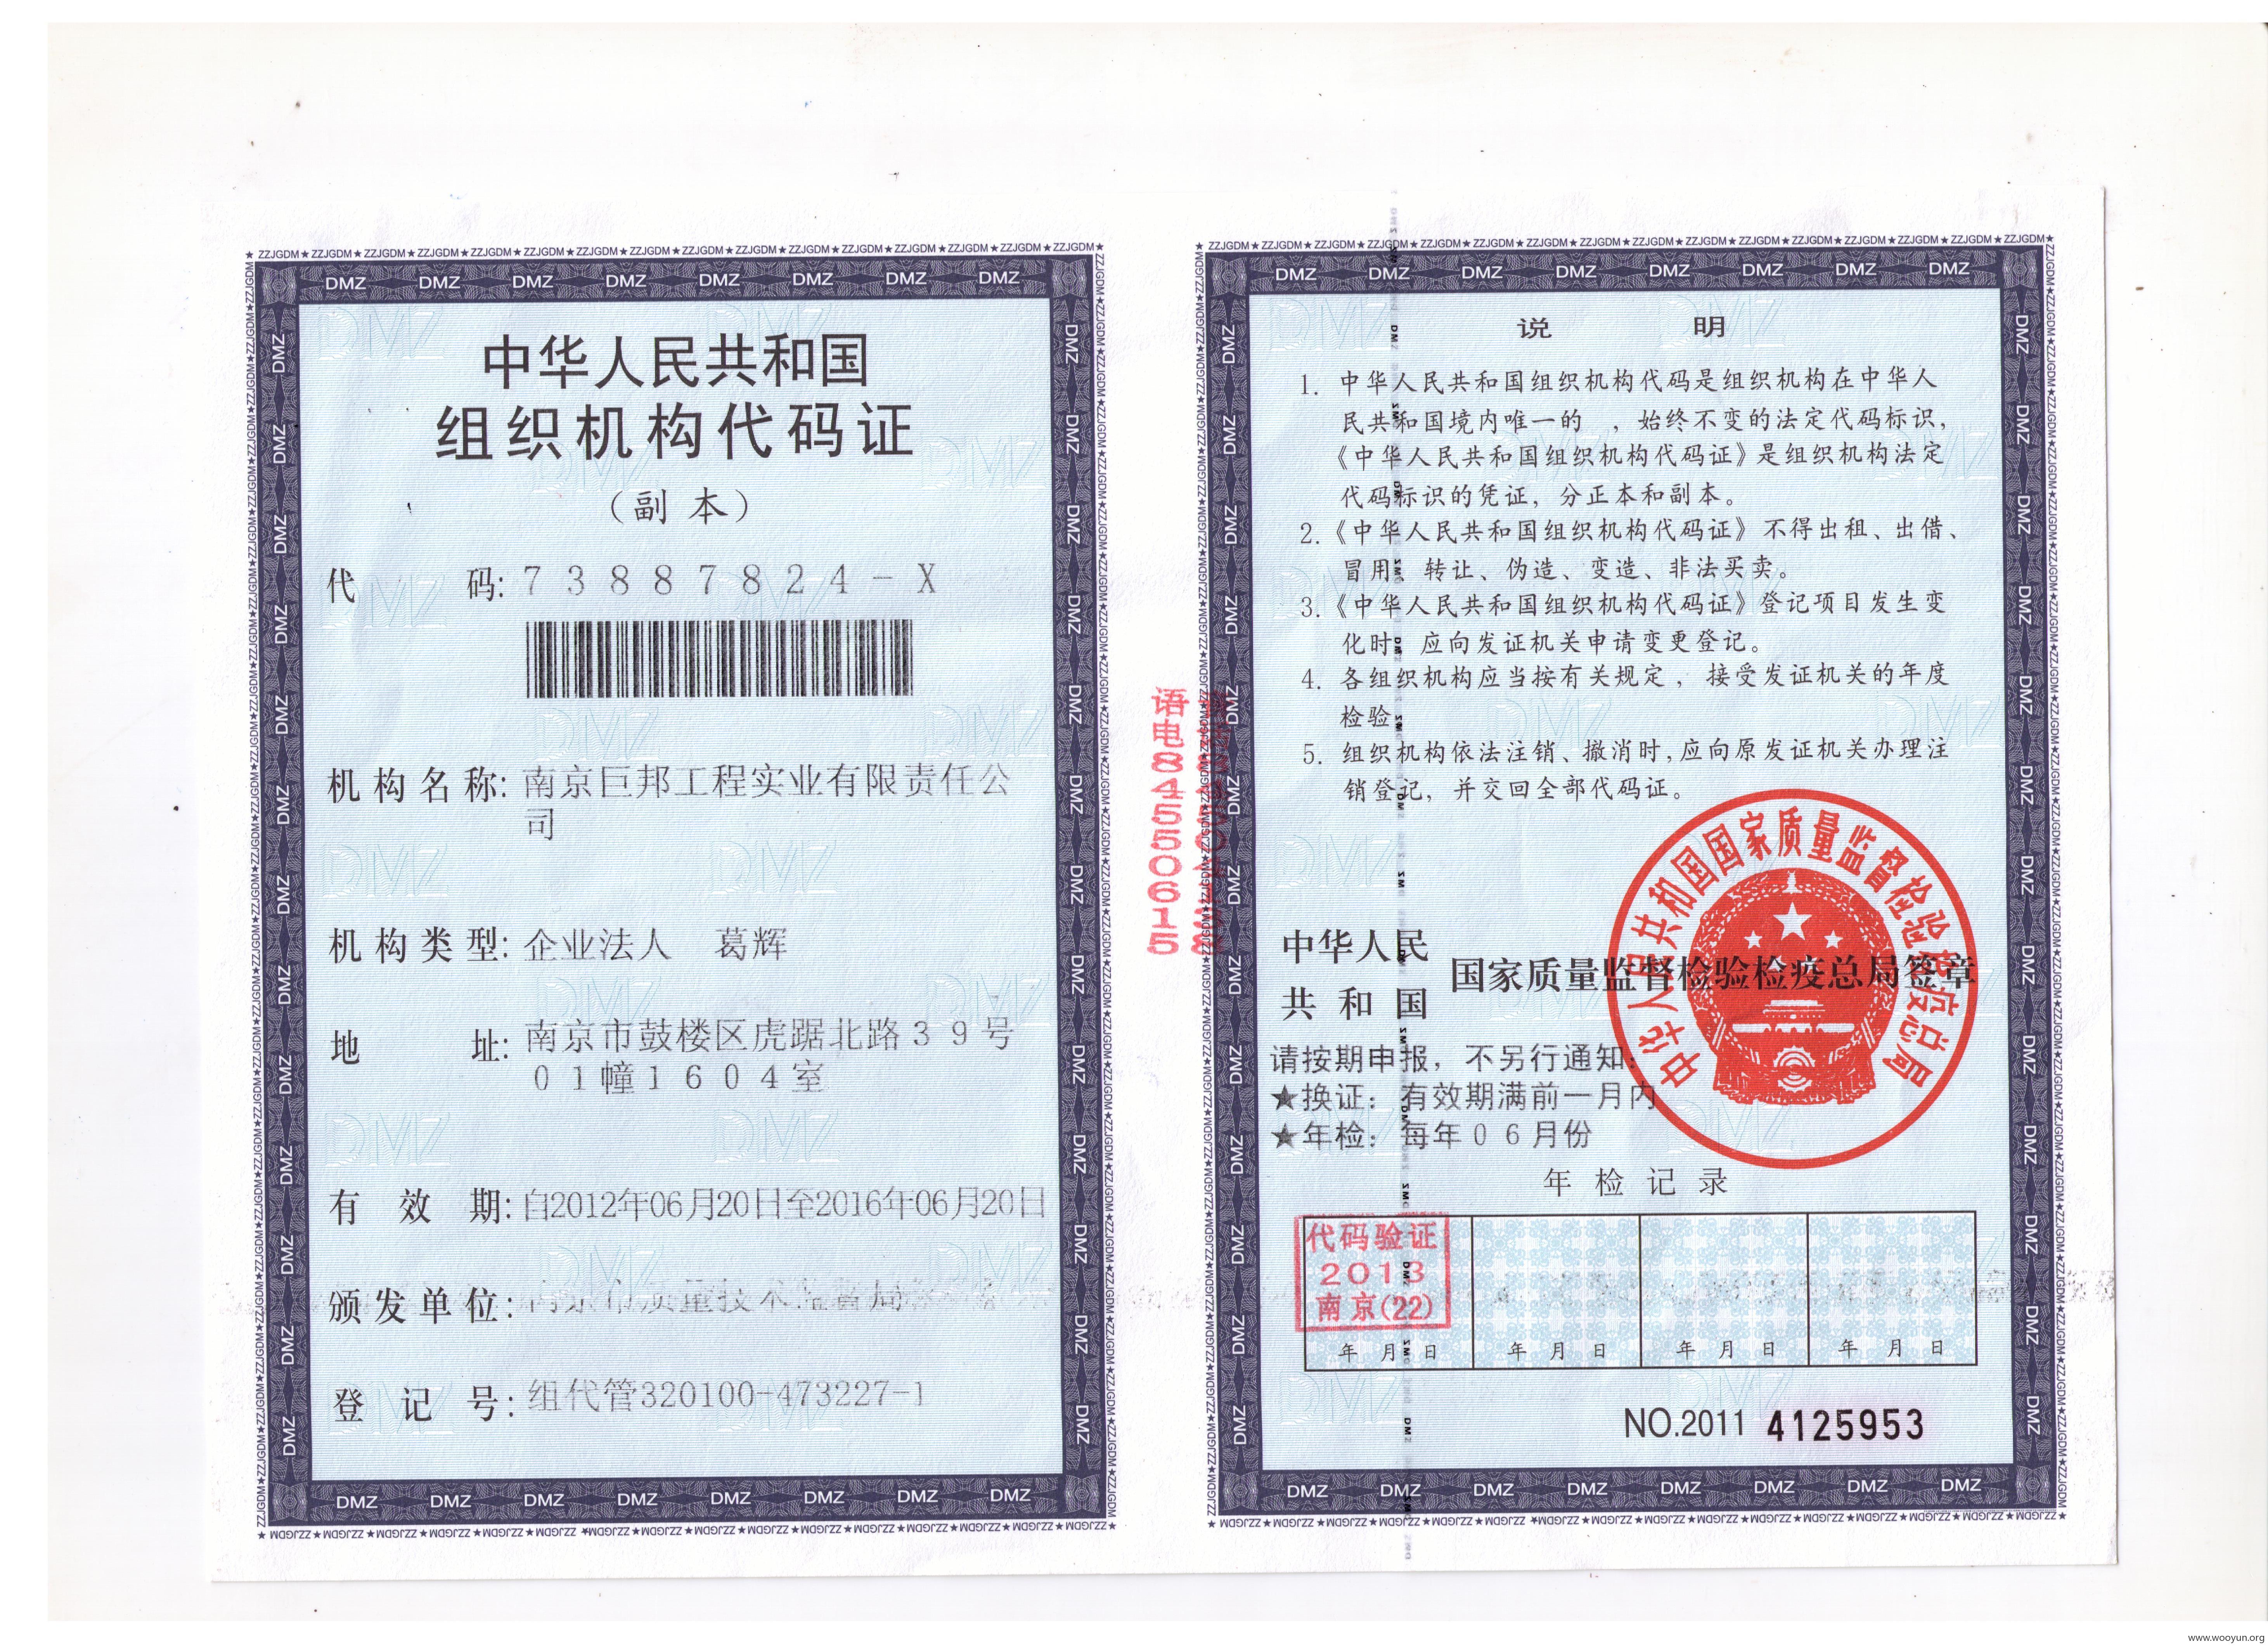 中华人民共和国
组织机构代码证
（副 本）
代 码: 73887824-X
机构名称: 南京巨邦工程实业有限责任公
司
机构类型: 企业法人 葛辉
地 址: 南京市鼓楼区虎踞北路39号
01幢1604室
有 效 期: 自2012年06月20日至2016年06月20日
颁发单位: 南京市质量技术监督局
登 记 号: 组代管320100-473227-1
语电84550615
说 明
1. 中华人民共和国组织机构代码是组织机构在中华人
民共和国境内唯一的 ，始终不变的法定代码标识，
《中华人民共和国组织机构代码证》是组织机构法定
代码标识的凭证，分正本和副本。
2.《中华人民共和国组织机构代码证》不得出租、出借、
冒用、转让、伪造、变造、非法买卖。
3.《中华人民共和国组织机构代码证》登记项目发生变
化时，应向发证机关申请变更登记。
4. 各组织机构应当按有关规定，接受发证机关的年度
检验。
5. 组织机构依法注销、撤消时,应向原发证机关办理注
销登记，并交回全部代码证。
中华人民
共和国 国家质量监督检验检疫总局签章
中华人民共和国国家质量监督检验检疫总局
请按期申报，不另行通知:
★换证：有效期满前一月内
★年检：每年06月份
年检记录
代码验证
2013
南京(22)
年 月 日 年 月 日 年 月 日 年 月 日
NO.2011 4125953
www.wooyun.org